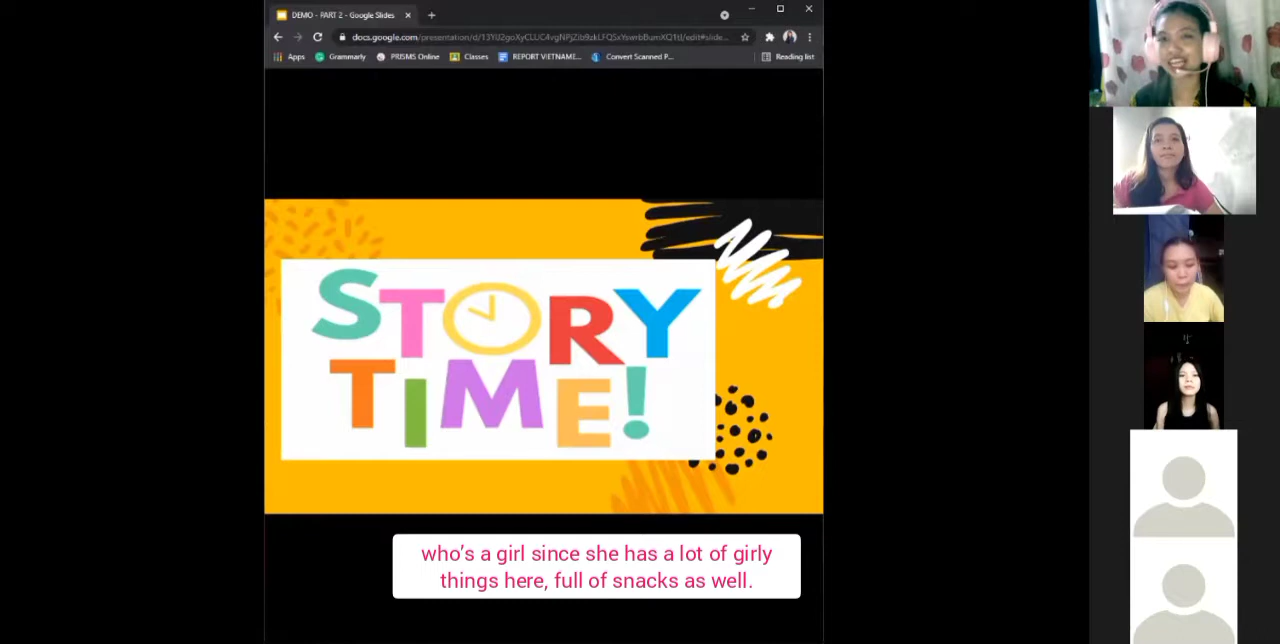 DEMO - PART 2 - Google Slides
Apps
Grammarly
PRISMS Online
Classes
REPORT VIETNAME...
Convert Scanned P...
Reading list
STORY
TIME!
who's a girl since she has a lot of girly
things here, full of snacks as well.